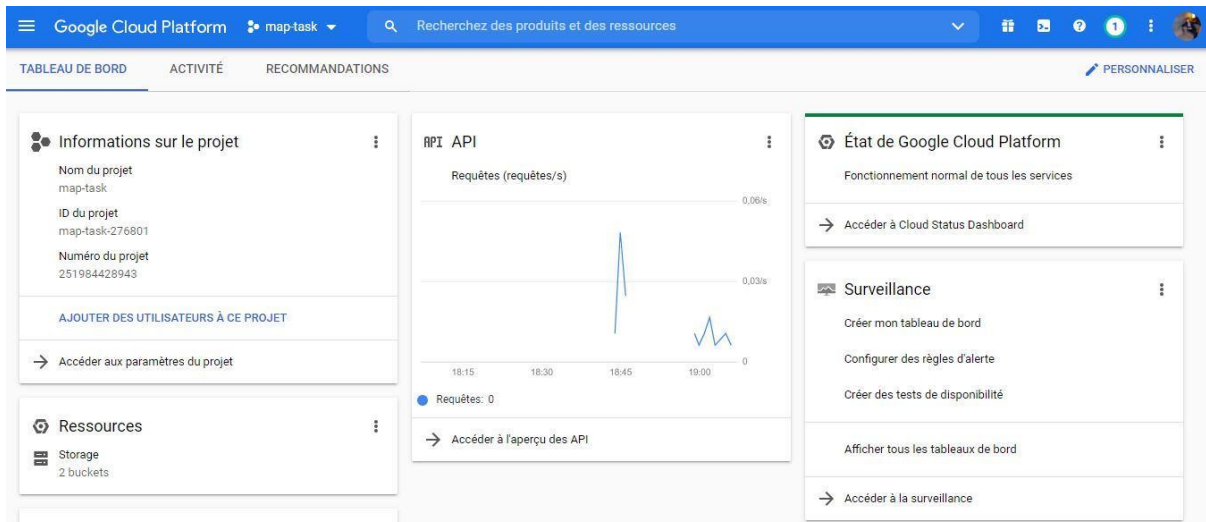 Google Cloud Platform
map-task
Recherchez des produits et des ressources
1
TABLEAU DE BORD
ACTIVITÉ
RECOMMANDATIONS
PERSONNALISER
Informations sur le projet
Nom du projet
map-task
ID du projet
map-task-276801
Numéro du projet
251984428943
AJOUTER DES UTILISATEURS À CE PROJET
Accéder aux paramètres du projet
Ressources
Storage
2 buckets
API API
Requêtes (requêtes/s)
0,06/s
0,03/s
0
18:15 18:30 18:45 19:00
Requêtes: 0
Accéder à l'aperçu des API
État de Google Cloud Platform
Fonctionnement normal de tous les services
Accéder à Cloud Status Dashboard
Surveillance
Créer mon tableau de bord
Configurer des règles d'alerte
Créer des tests de disponibilité
Afficher tous les tableaux de bord
Accéder à la surveillance